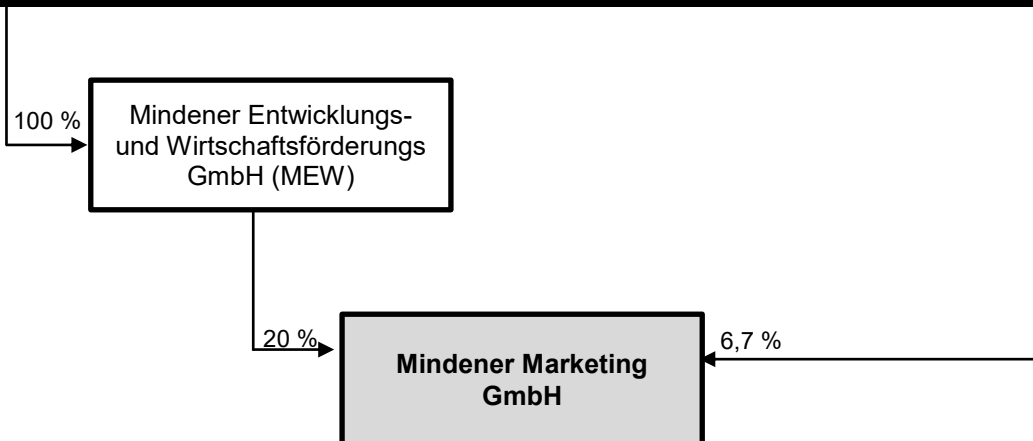 100 %
Mindener Entwicklungs-
und Wirtschaftsförderungs
GmbH (MEW)
20 %
Mindener Marketing
GmbH
6,7 %